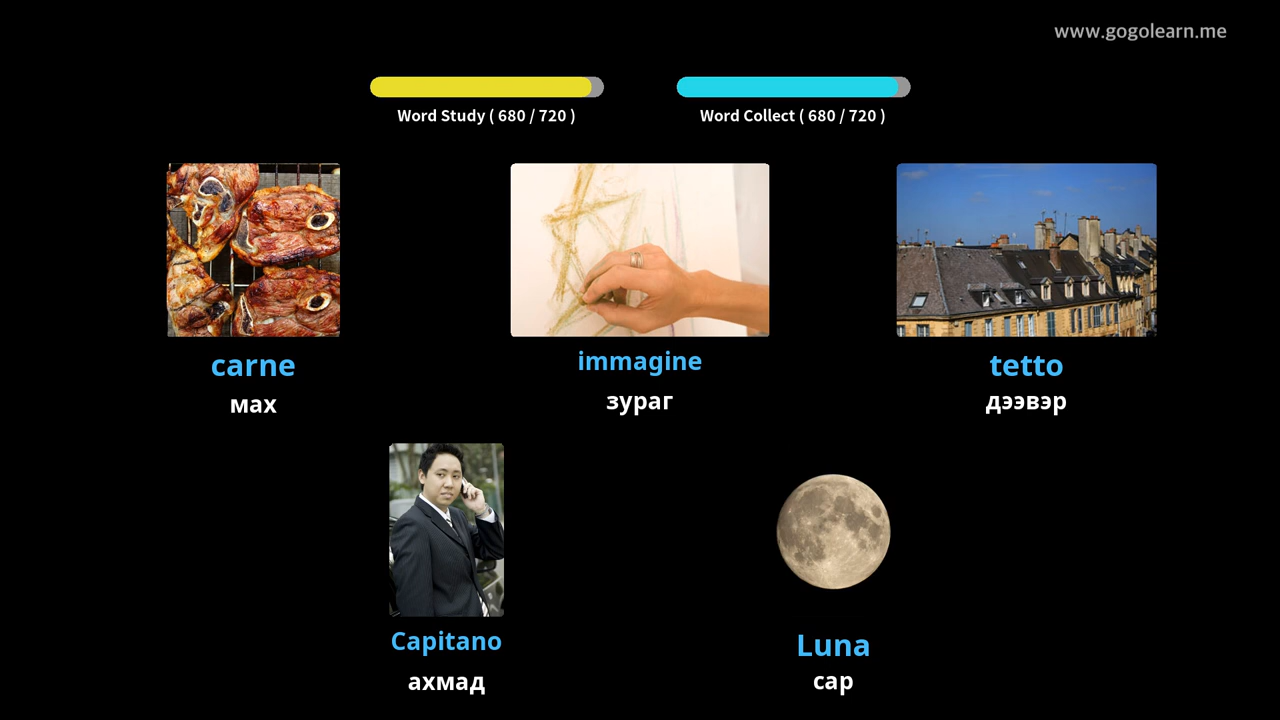 www.gogolearn.me
Word Study ( 680 / 720 )
Word Collect ( 680 / 720 )
carne
мах
immagine
зураг
tetto
дээвэр
Capitano
ахмад
Luna
сар